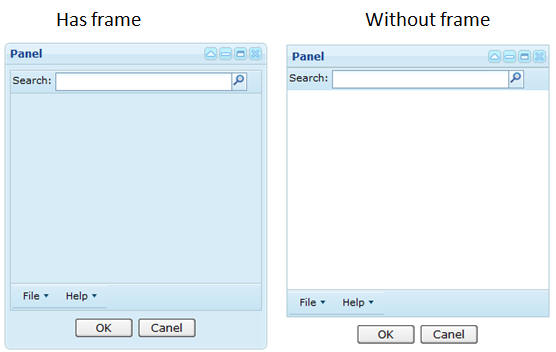 Has frame
Without frame
Panel
Search:
File Help
OK Canel
Panel
Search:
File Help
OK Canel